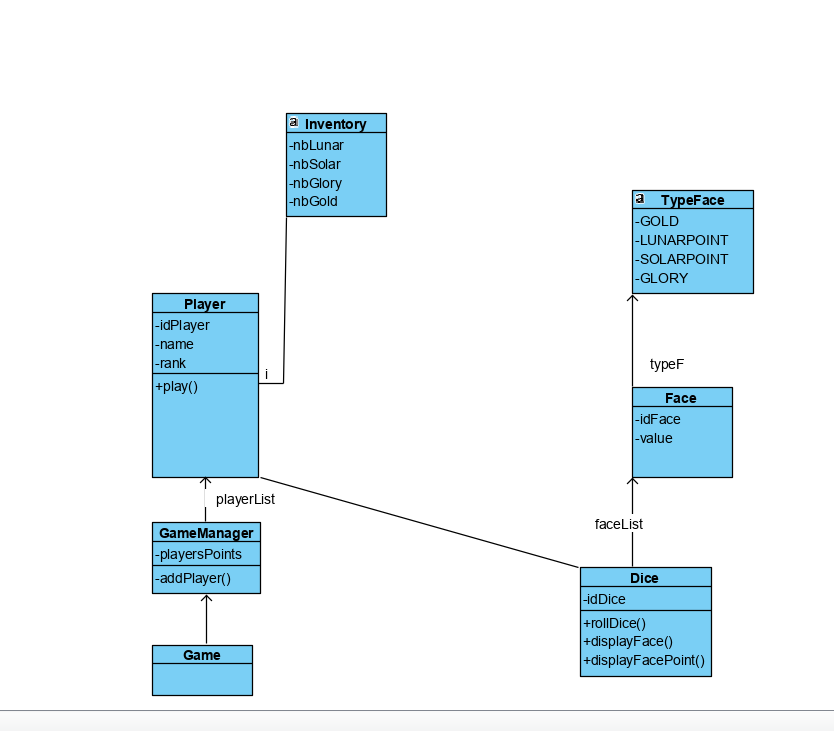 a Inventory
-nbLunar
-nbSolar
-nbGlory
-nbGold
a TypeFace
-GOLD
-LUNARPOINT
-SOLARPOINT
-GLORY
Player
-idPlayer
-name
-rank
+play()
i
typeF
Face
-idFace
-value
playerList
faceList
GameManager
-playersPoints
-addPlayer()
Dice
-idDice
+rollDice()
+displayFace()
+displayFacePoint()
Game